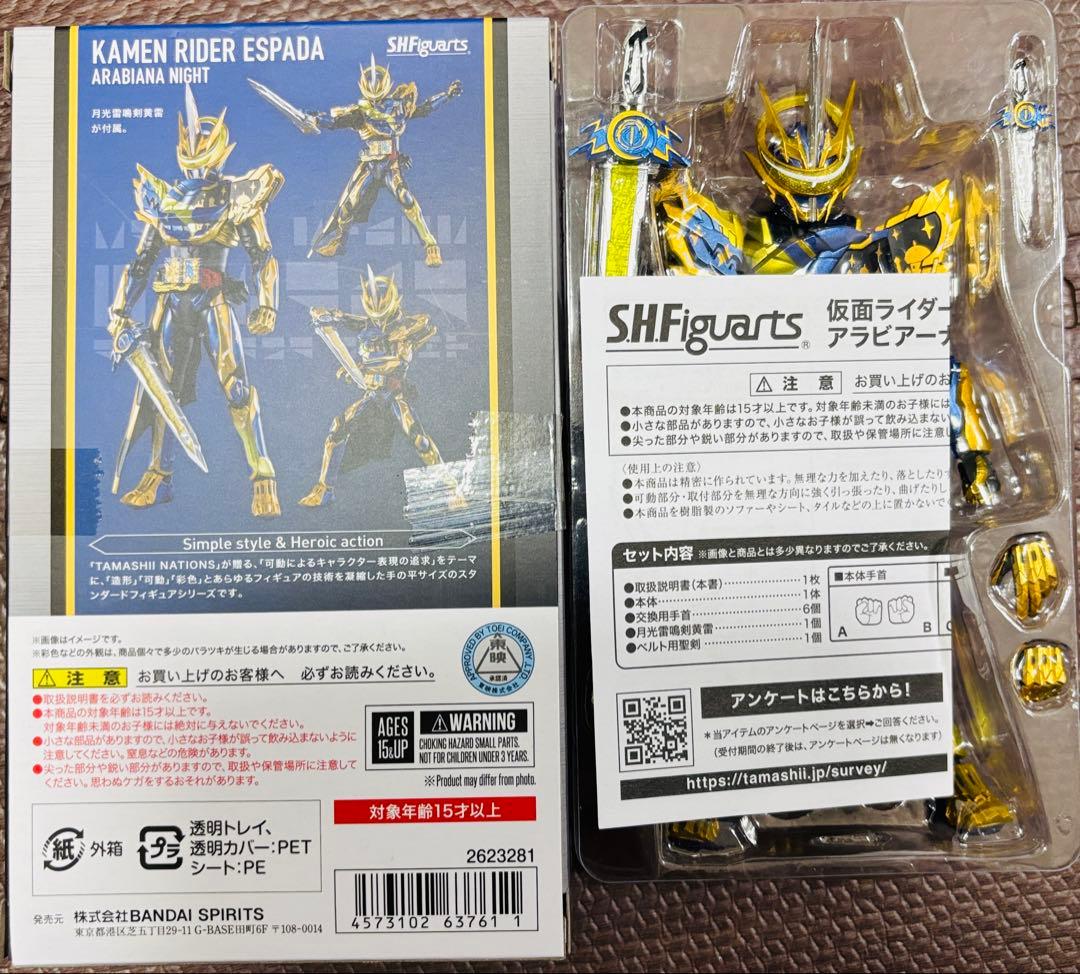 KAMEN RIDER ESPADA
ARABIANA NIGHT
S.H.Figuarts
月光雷鳴剣黄雷
が付属。
Simple style & Heroic action
「TAMASHII NATIONS」が贈る、「可動によるキャラクター表現の追求」をテーマ
に、「造形」「可動」「彩色」とあらゆるフィギュアの技術を凝縮した手の平サイズのスタ
ンダードフィギュアシリーズです。
※画像はイメージです。
※彩色などの外観は、商品個々で多少のバラツキが生じる場合がありますので、ご了承ください。
APPROVED BY TOEI COMPANY, LTD.
東映
承認済
東映株式会社
注意 お買い上げのお客様へ 必ずお読みください。
●取扱説明書を必ずお読みください。
●本商品の対象年齢は15才以上です。
対象年齢未満のお子様には絶対に与えないでください。
●小さな部品がありますので、小さなお子様が誤って飲み込まないように
注意してください。窒息などの危険があります。
●尖った部分や鋭い部分がありますので、取扱や保管場所に注意して
ください。思わぬケガをするおそれがあります。
AGES
15&UP
WARNING
CHOKING HAZARD SMALL PARTS.
NOT FOR CHILDREN UNDER 3 YEARS.
※Product may differ from photo.
対象年齢15才以上
紙 外箱
プラ
透明トレイ、
透明カバー:PET
シート:PE
2623281
4573102 63761 1
発売元 株式会社BANDAI SPIRITS
東京都港区芝五丁目29-11 G-BASE田町6F 〒108-0014
S.H.Figuarts®
仮面ライダー
アラビアーナ
注意 お買い上げのお
●本商品の対象年齢は15才以上です。対象年齢未満のお子様には
●小さな部品がありますので、小さなお子様が誤って飲み込まない
●尖った部分や鋭い部分がありますので、取扱や保管場所に注意し
〈使用上の注意〉
●本商品は精密に作られています。無理な力を加えたり、落としたりす
●可動部分・取付部分を無理な方向に強く引っ張ったり、曲げたりし
●本商品を樹脂製のソファーやシート、タイルなどの上に置かないで
セット内容 ※画像と商品とは多少異なりますのでご了承ください。
●取扱説明書(本書)…………1枚
●本体…………1体
●交換用手首…………6個
●月光雷鳴剣黄雷…………1個
●ベルト用聖剣…………1個
■本体手首
A
B
アンケートはこちらから!
*当アイテムのアンケートページを選択➡ご回答ください。
(受付期間の終了後は、アンケートページは無くなります)
https://tamashii.jp/survey/